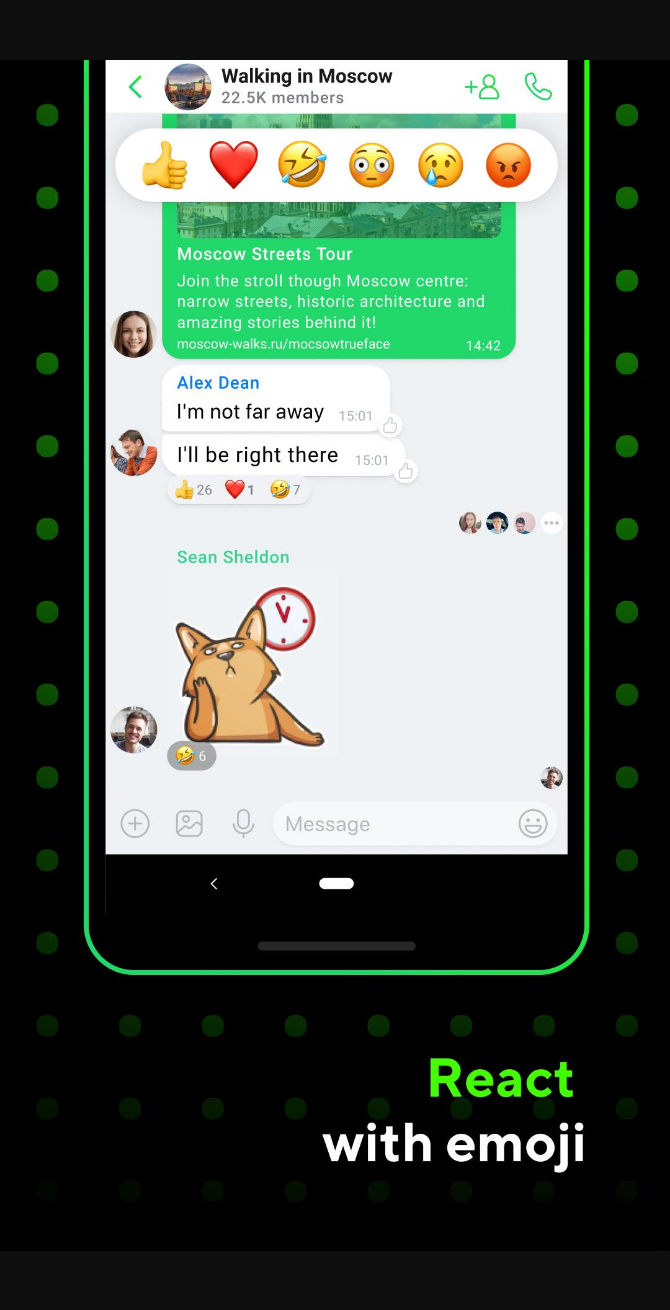 Walking in Moscow
22.5K members
Moscow Streets Tour
Join the stroll though Moscow centre:
narrow streets, historic architecture and
amazing stories behind it!
moscow-walks.ru/mocsowtrueface 14:42
Alex Dean
I'm not far away 15:01
I'll be right there 15:01
26 1 7
Sean Sheldon
6
Message
React
with emoji